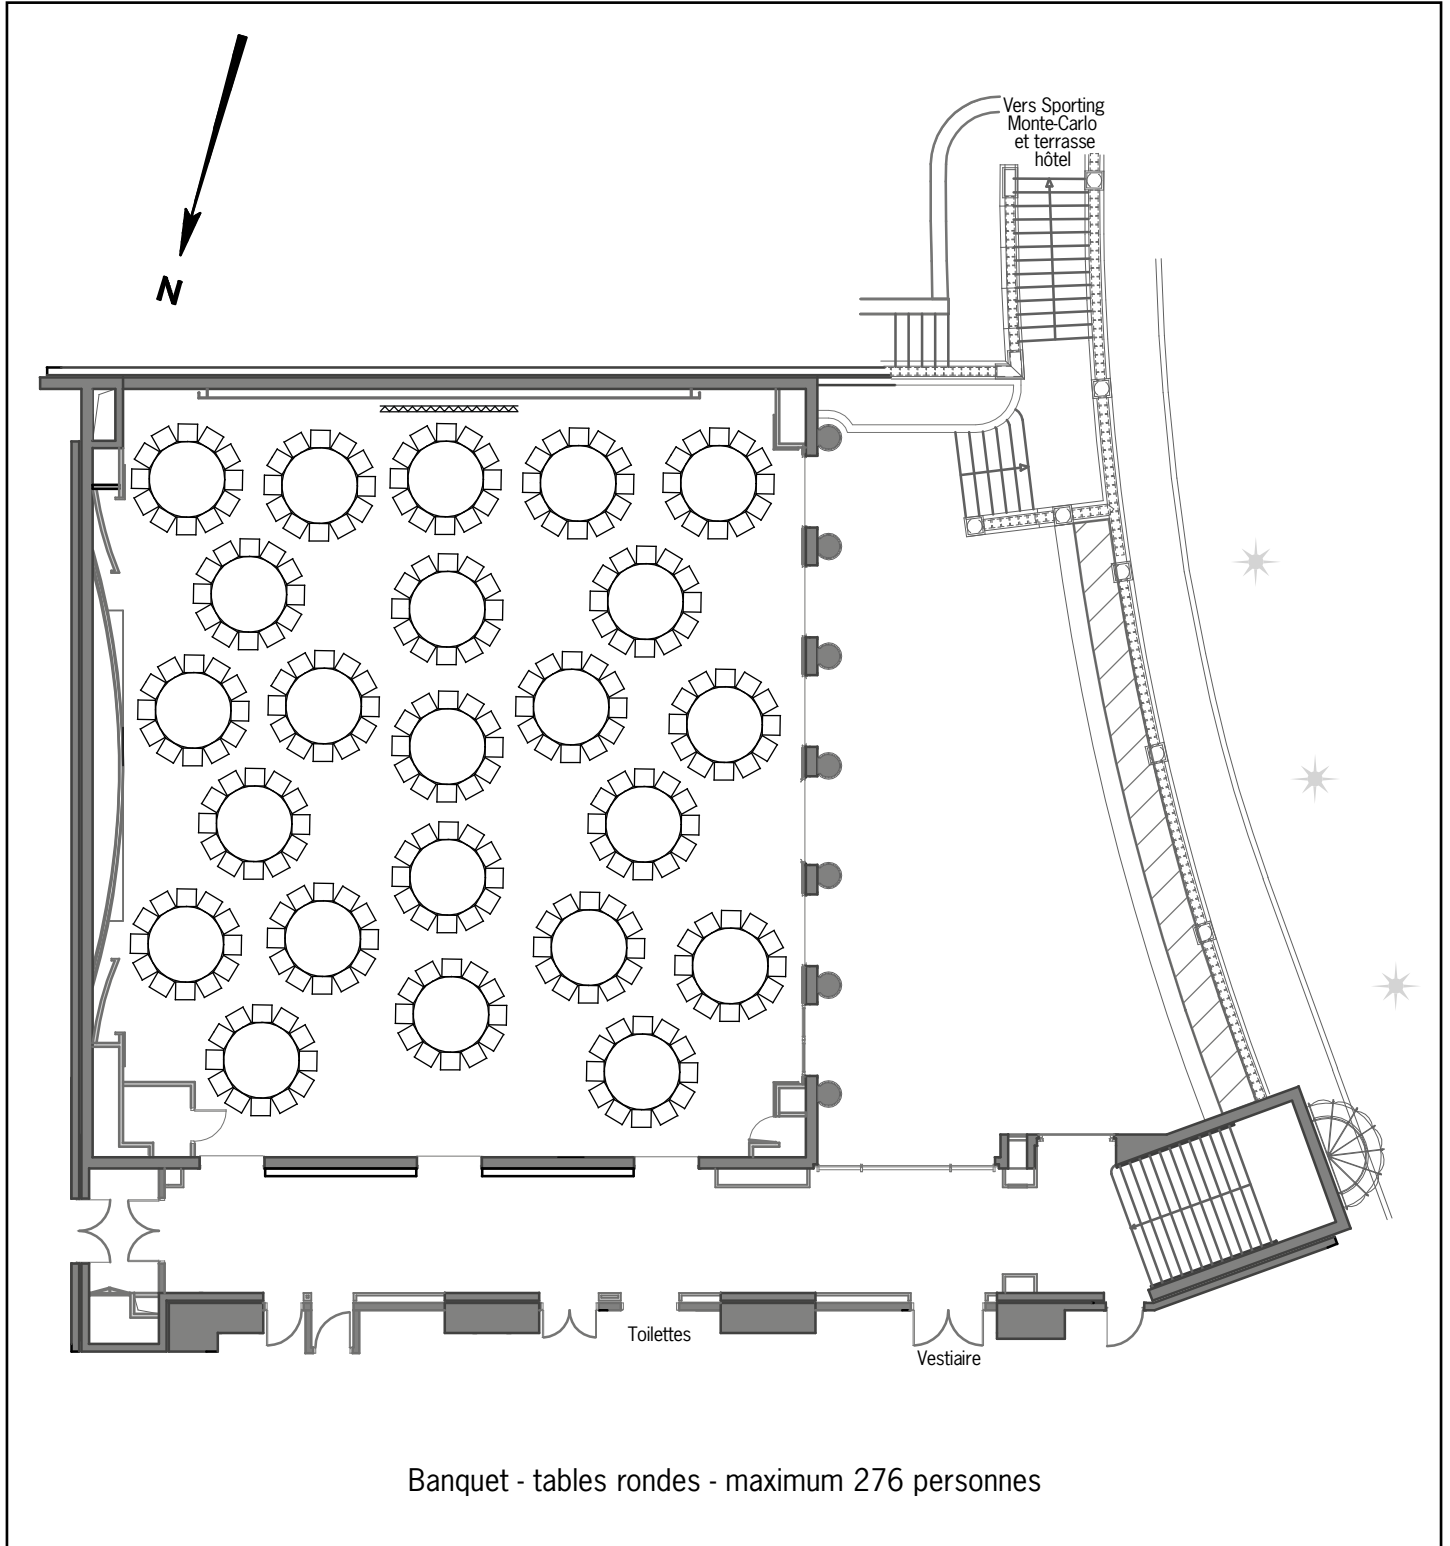 Vers Sporting
Monte-Carlo
et terrasse
hôtel
N
Toilettes
Vestiaire
Banquet - tables rondes - maximum 276 personnes